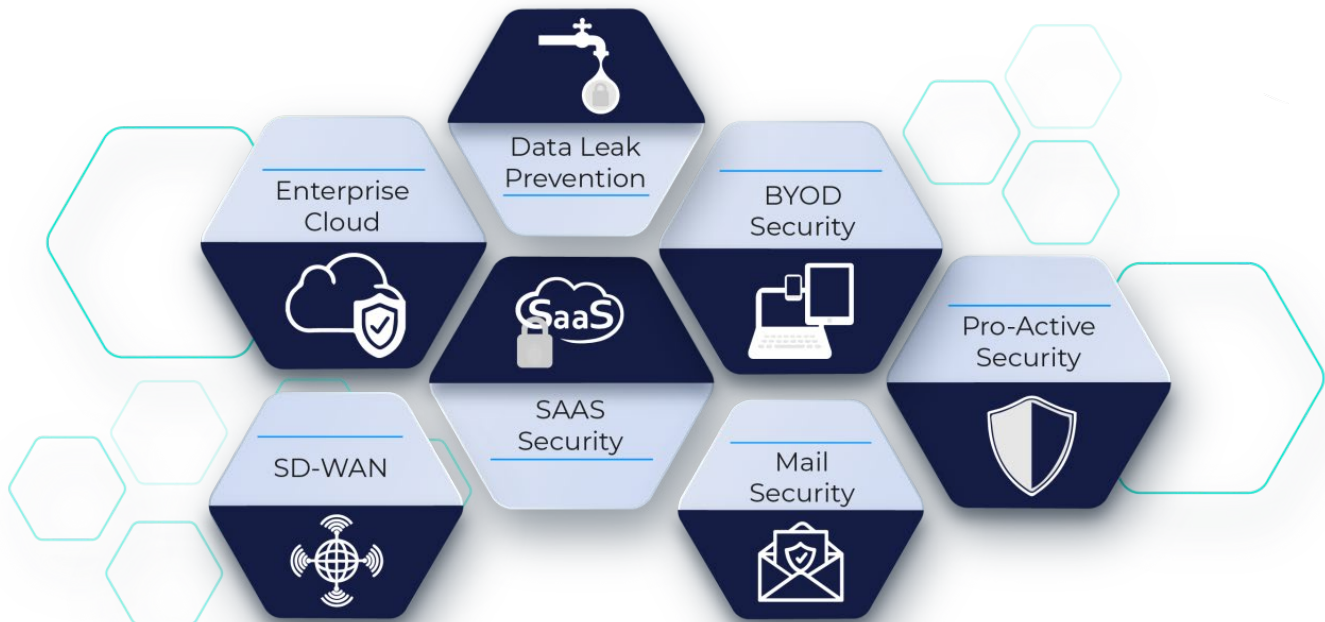 Data Leak
Prevention
Enterprise
Cloud
BYOD
Security
SaaS
Pro-Active
Security
SAAS
Security
SD-WAN
Mail
Security